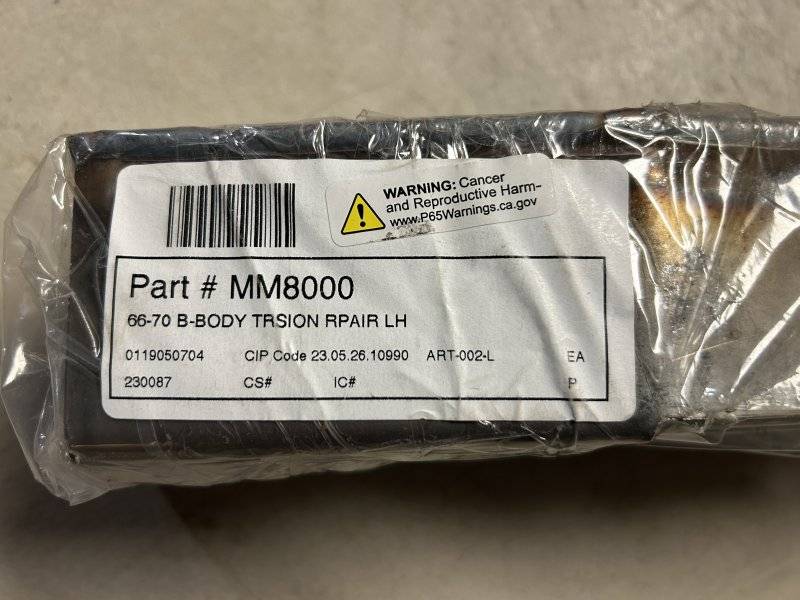 WARNING: Cancer
and Reproductive Harm-
www.P65Warnings.ca.gov
Part # MM8000
66-70 B-BODY TRSION RPAIR LH
0119050704 CIP Code 23.05.26.10990 ART-002-L EA
230087 CS# IC# P